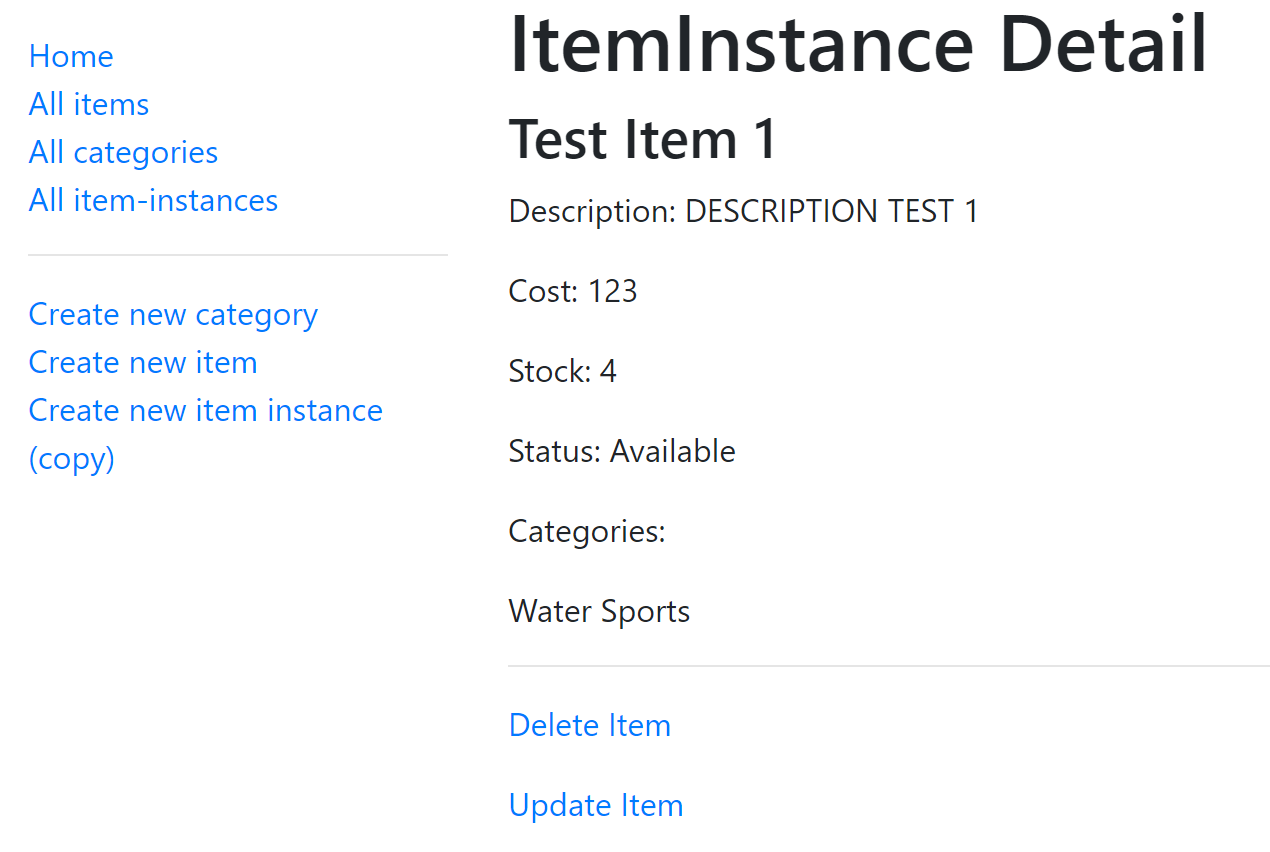 Home
All items
All categories
All item-instances
Create new category
Create new item
Create new item instance
(copy)
ItemInstance Detail
Test Item 1
Description: DESCRIPTION TEST 1
Cost: 123
Stock: 4
Status: Available
Categories:
Water Sports
Delete Item
Update Item